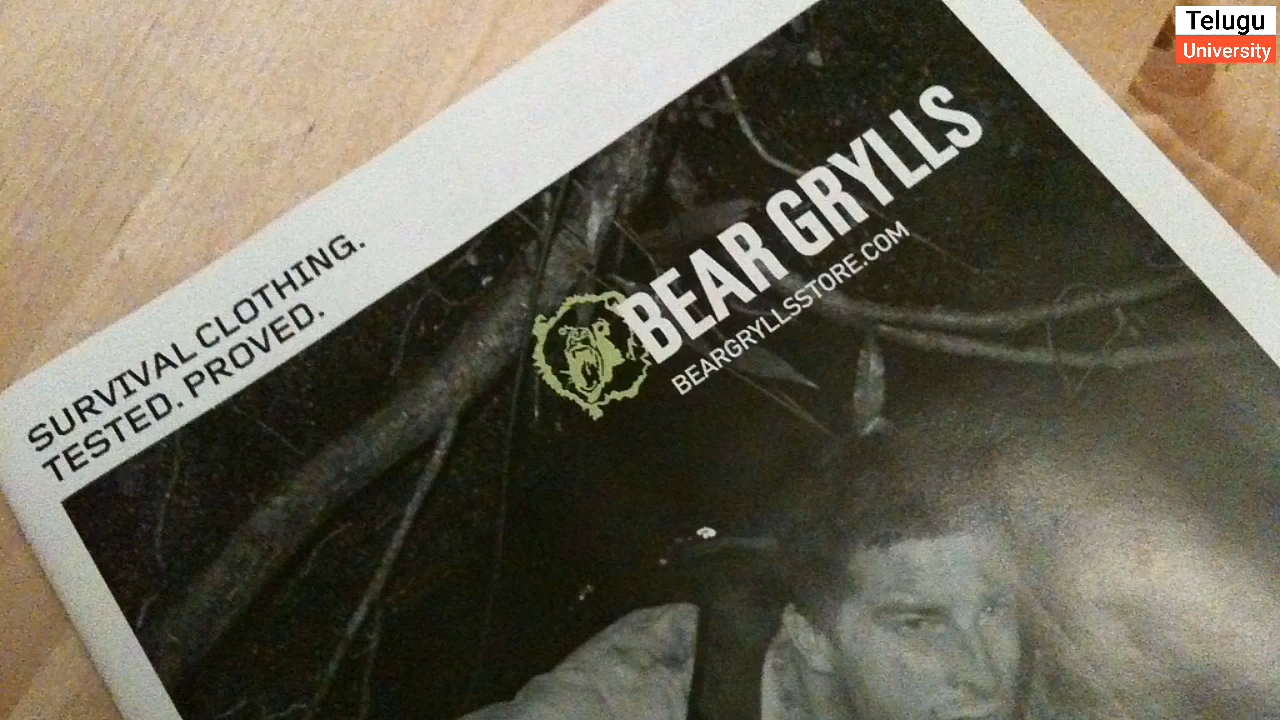 Telugu
University
SURVIVAL CLOTHING.
TESTED. PROVED.
BEAR GRYLLS
BEARGRYLLSSTORE.COM